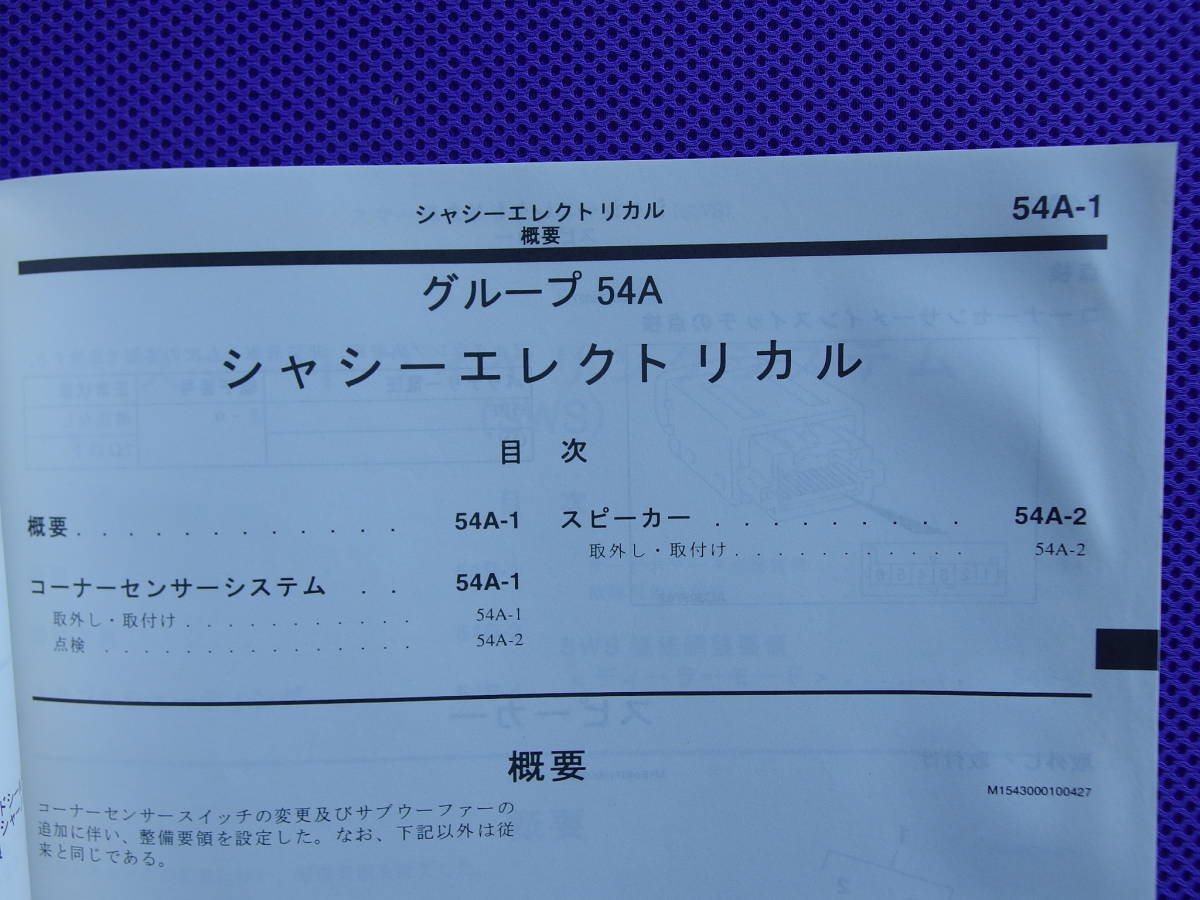 シャシーエレクトリカル
概要
54A-1
グループ 54A
シャシーエレクトリカル
目 次
概要. . . . . . . . . . . . . 54A-1
コーナーセンサーシステム . . 54A-1
取外し・取付け . . . . . . . . . . . 54A-1
点検 . . . . . . . . . . . . . . 54A-2
スピーカー . . . . . . . . . . 54A-2
取外し・取付け. . . . . . . . . . . 54A-2
概要
M1543000100427
コーナーセンサースイッチの変更及びサブウーファーの
追加に伴い、整備要領を設定した。なお、下記以外は従
来と同じである。